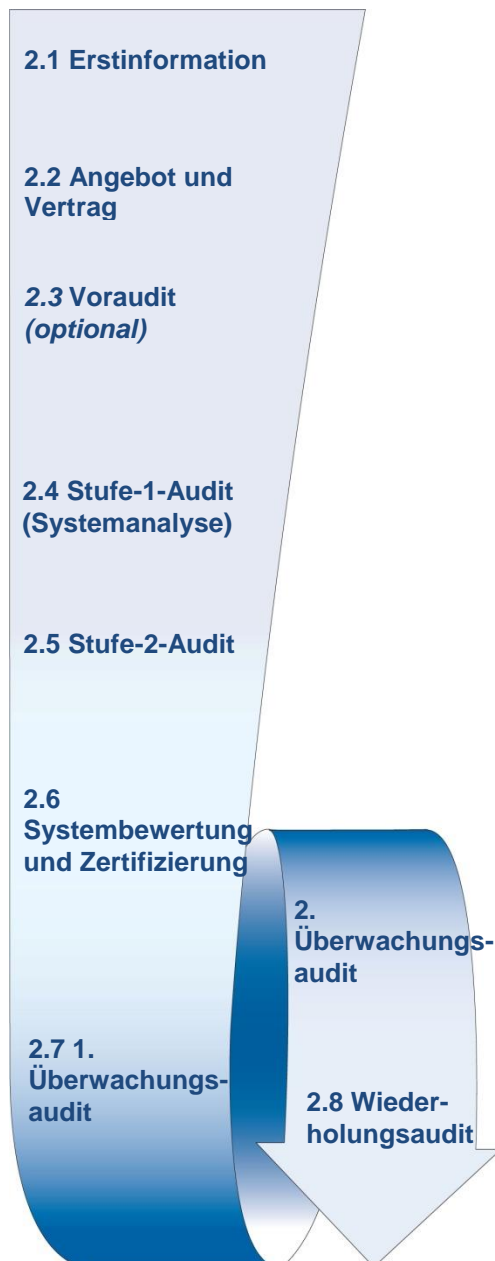 2.1 Erstinformation
2.2 Angebot und
Vertrag
2.3 Voraudit
(optional)
2.4 Stufe-1-Audit
(Systemanalyse)
2.5 Stufe-2-Audit
2.6
Systembewertung
und Zertifizierung
2.7 1.
Überwachungs-
audit
2.
Überwachungs-
audit
2.8 Wieder-
holungsaudit